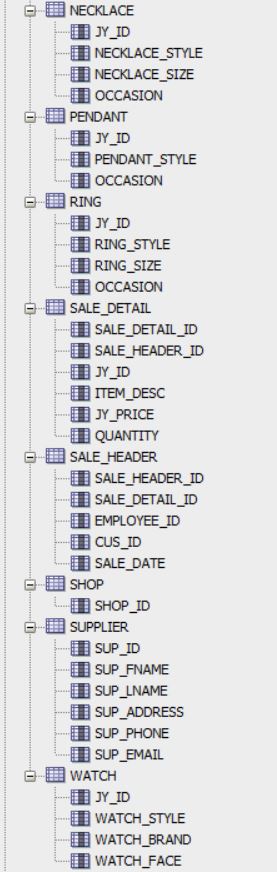 NECKLACE
JY_ID
NECKLACE_STYLE
NECKLACE_SIZE
OCCASION
PENDANT
JY_ID
PENDANT_STYLE
OCCASION
RING
JY_ID
RING_STYLE
RING_SIZE
OCCASION
SALE_DETAIL
SALE_DETAIL_ID
SALE_HEADER_ID
JY_ID
ITEM_DESC
JY_PRICE
QUANTITY
SALE_HEADER
SALE_HEADER_ID
SALE_DETAIL_ID
EMPLOYEE_ID
CUS_ID
SALE_DATE
SHOP
SHOP_ID
SUPPLIER
SUP_ID
SUP_FNAME
SUP_LNAME
SUP_ADDRESS
SUP_PHONE
SUP_EMAIL
WATCH
JY_ID
WATCH_STYLE
WATCH_BRAND
WATCH_FACE